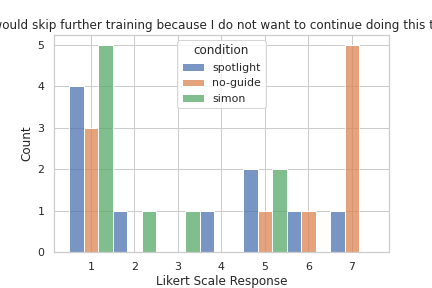 would skip further training because I do not want to continue doing this t
condition
spotlight
no-guide
simon
Count
5
4
3
2
1
0
1 2 3 4 5 6 7
Likert Scale Response